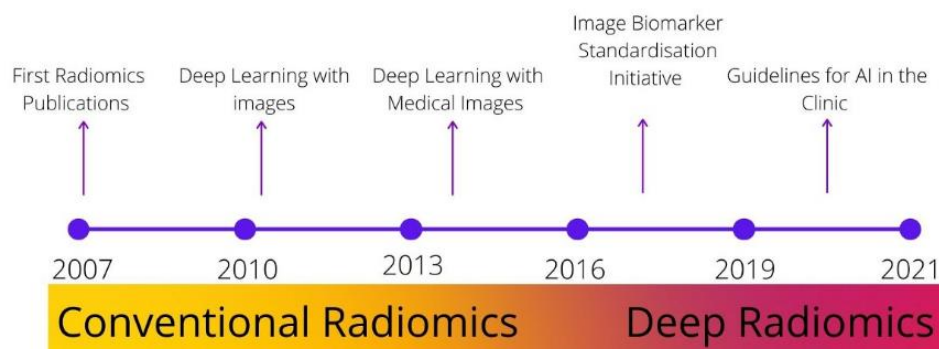 First Radiomics
Publications
Deep Learning with
images
Deep Learning with
Medical Images
Image Biomarker
Standardisation
Initiative
Guidelines for AI in the
Clinic
2007
2010
2013
2016
2019
2021
Conventional Radiomics
Deep Radiomics